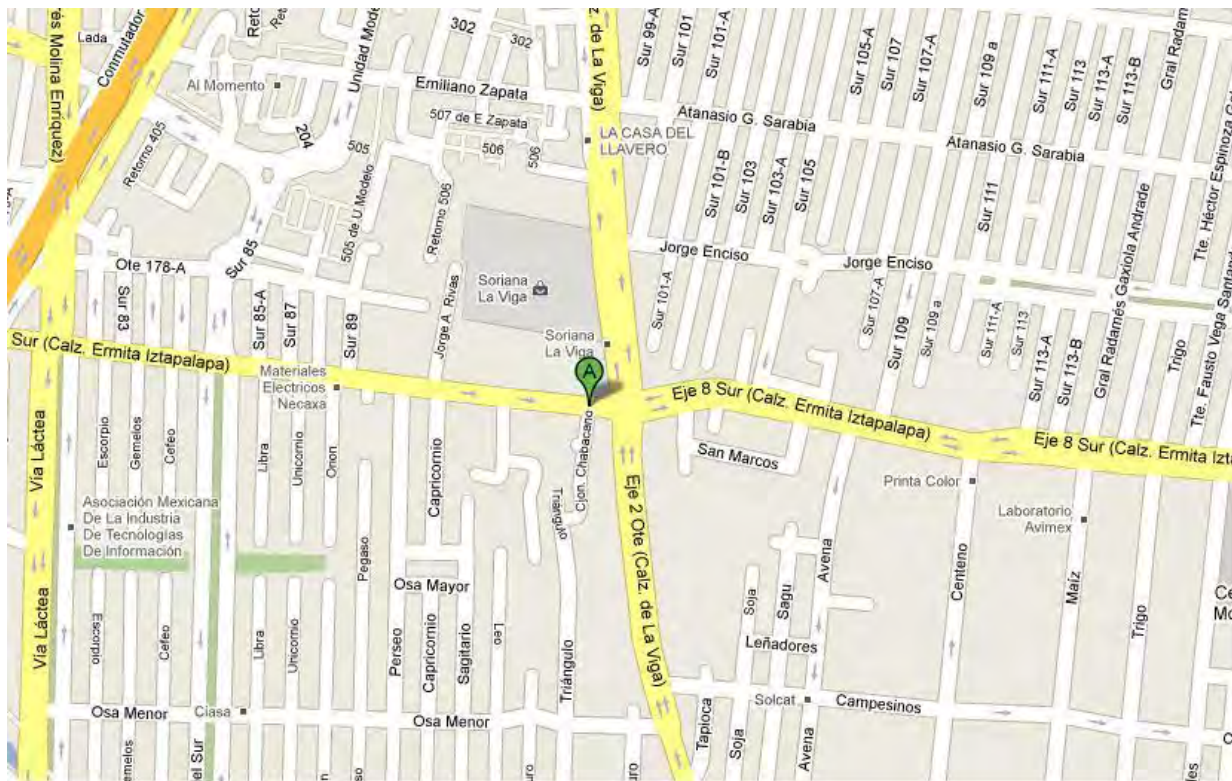 Lada
Conmutador
302
302
Unidad Modelo
Al Momento
Emiliano Zapata
Sur 99-A
Sur 101
Sur 101-A
Sur 105-A
Sur 107
Sur 107-A
Sur 109 a
Sur 111-A
Sur 113
Sur 113-A
Sur 113-B
és Molina Enríquez)
z. de La Viga)
Atanasio G. Sarabia
Atanasio G. Sarabia
507 de E Zapata
204
505
506
506
LA CASA DEL
LLAVERO
Retorno 405
505 de U. Modelo
Retorno 506
Sur 101-B
Sur 103
Sur 103-A
Sur 105
Sur 111
Gral Radamés Gaxiola Andrade
Tte. Héctor Espinoza
Ote 178-A
Sur 85
Jorge Enciso
Jorge Enciso
Soriana
La Viga
Jorge A. Rivas
Sur 83
Sur 85-A
Sur 87
Sur 89
Soriana
La Viga
Sur 101-A
Sur 107-A
Sur 109
Sur 109 a
Sur 111-A
Sur 113
Sur 113-A
Sur 113-B
Trigo
Tte. Fausto Vega
Sur (Calz. Ermita Iztapalapa)
Materiales
Electricos
Necaxa
A
Eje 8 Sur (Calz. Ermita Iztapalapa)
Eje 8 Sur (Calz. Ermita Izta
Vía Láctea
Escorpio
Gemelos
Cefeo
Libra
Unicornio
Capricornio
Cjon. Chabacano
Triángulo
San Marcos
Printa Color
Laboratorio
Avimex
Asociación Mexicana
De La Industria
De Tecnologías
De Información
Pegaso
Eje 2 Ote (Calz. de La Viga)
Avena
Centeno
Maíz
Osa Mayor
Soja
Sagu
Vía Láctea
Escorpio
Cefeo
Libra
Unicornio
Perseo
Capricornio
Sagitario
Leo
Triángulo
Leñadores
Trigo
Solcat
Campesinos
Osa Menor
Ciasa
Osa Menor
Tapioca
Soja
Avena
Gemelos
del Sur
Unicornio